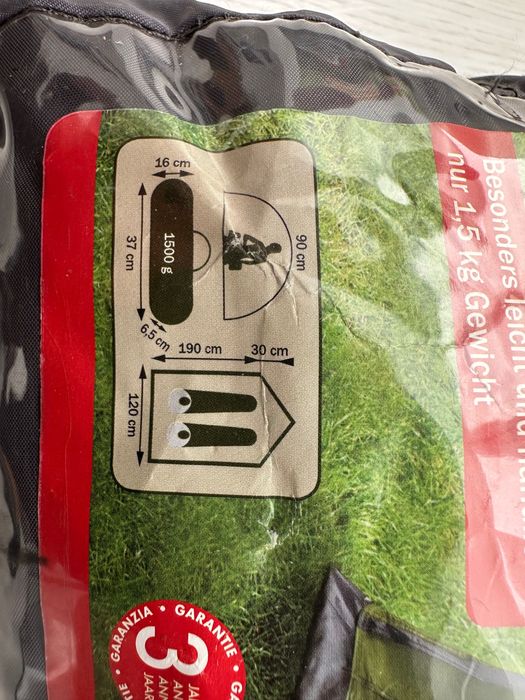 Besonders leicht und
nur 1,5 kg Gewicht
16 cm
37 cm
1500 g
6,5 cm
90 cm
190 cm
30 cm
120 cm
GARANZIA • GARANTIE •
3